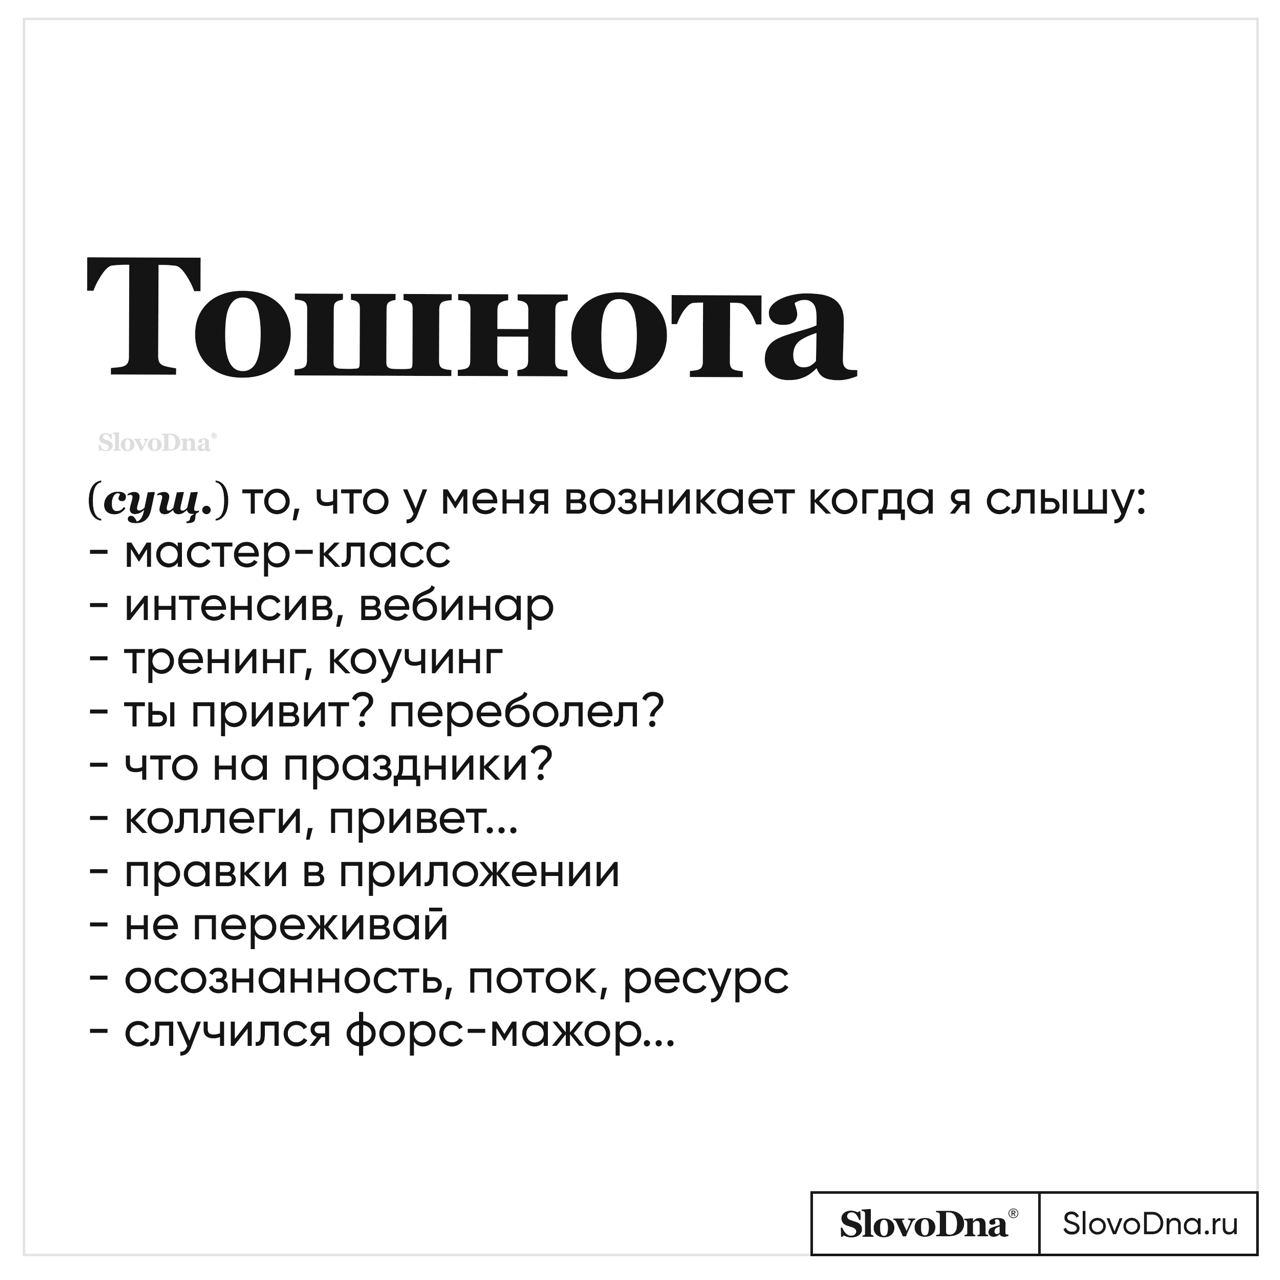 Тошнота
SlovoDna®
(сущ.) то, что у меня возникает когда я слышу:
- мастер-класс
- интенсив, вебинар
- тренинг, коучинг
- ты привит? переболел?
- что на праздники?
- коллеги, привет...
- правки в приложении
- не переживай
- осознанность, поток, ресурс
- случился форс-мажор...
SlovoDna® SlovoDna.ru